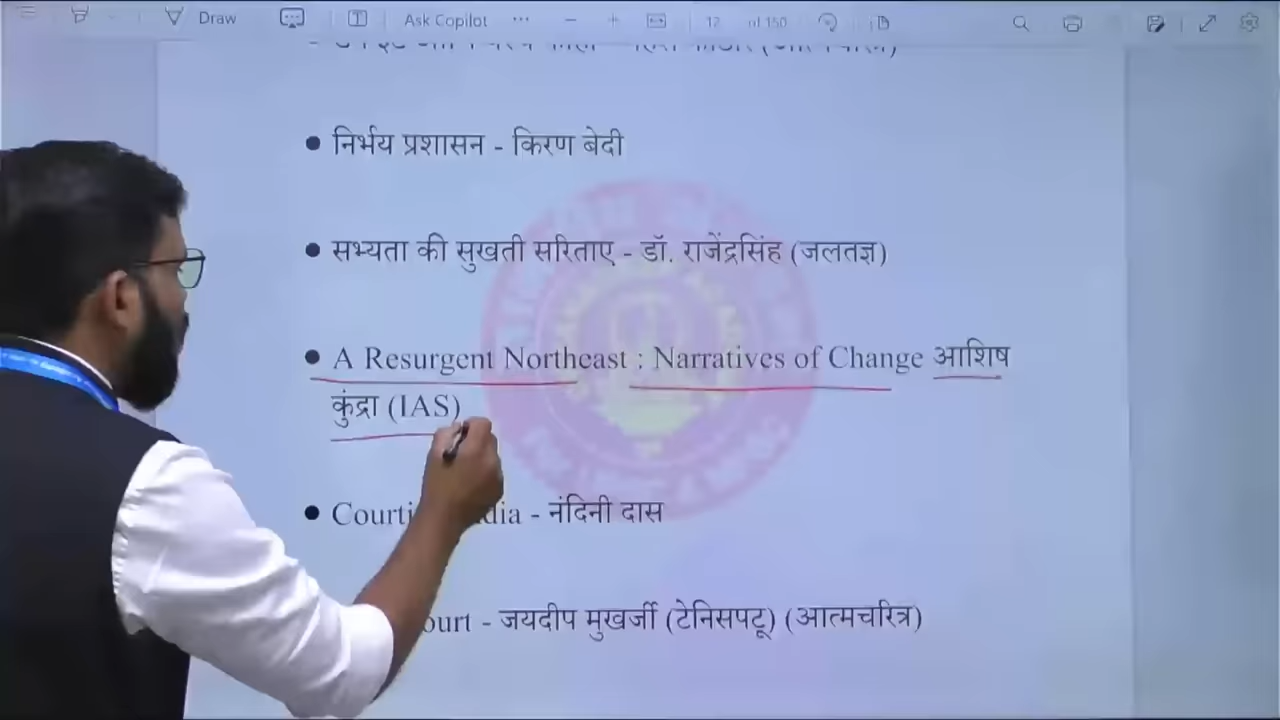 Draw Ask Copilot ... 12 of 150
निर्भय प्रशासन - किरण बेदी
सभ्यता की सुखती सरिताए - डॉ. राजेंद्रसिंह (जलतज्ञ)
A Resurgent Northeast : Narratives of Change आशिष
कुंद्रा (IAS)
- नंदिनी दास
- जयदीप मुखर्जी (टेनिसपटू) (आत्मचरित्र)